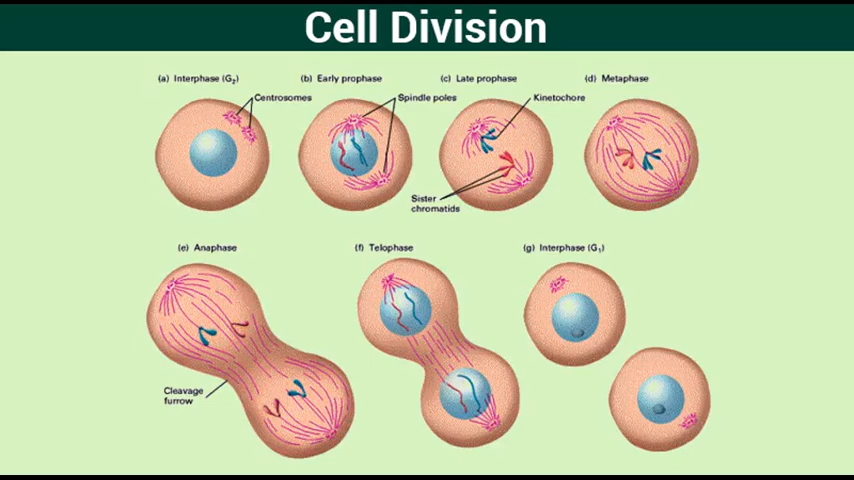 Cell Division
(a) Interphase (G₂)
(b) Early prophase
(c) Late prophase
(d) Metaphase
Centrosomes
Spindle poles
Kinetochore
Sister
chromatids
(e) Anaphase
(f) Telophase
(g) Interphase (G₁)
Cleavage
furrow